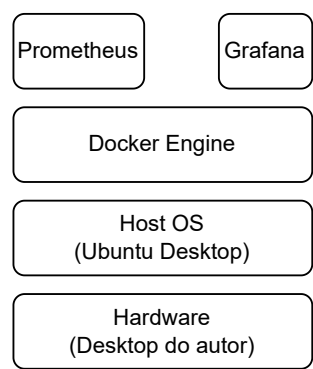 Prometheus
Grafana
Docker Engine
Host OS
(Ubuntu Desktop)
Hardware
(Desktop do autor)